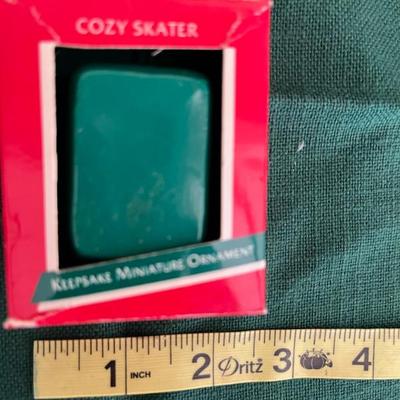 COZY SKATER
KEEPSAKE MINIATURE ORNAMENT
1 INCH 2 Dritz® 3 4